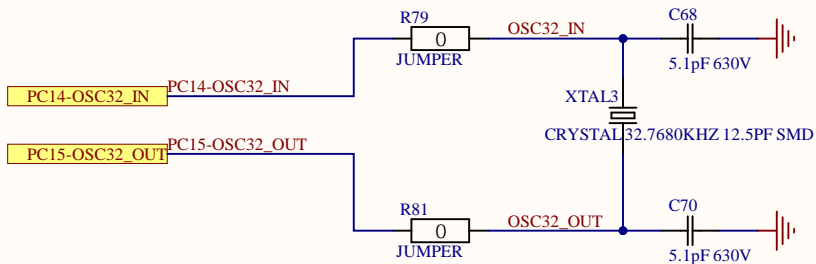 R79
OSC32_IN
C68
0
JUMPER
5.1pF 630V
PC14-OSC32_IN
PC14-OSC32_IN
XTAL3
CRYSTAL 32.7680KHZ 12.5PF SMD
PC15-OSC32_OUT
PC15-OSC32_OUT
R81
OSC32_OUT
C70
0
JUMPER
5.1pF 630V